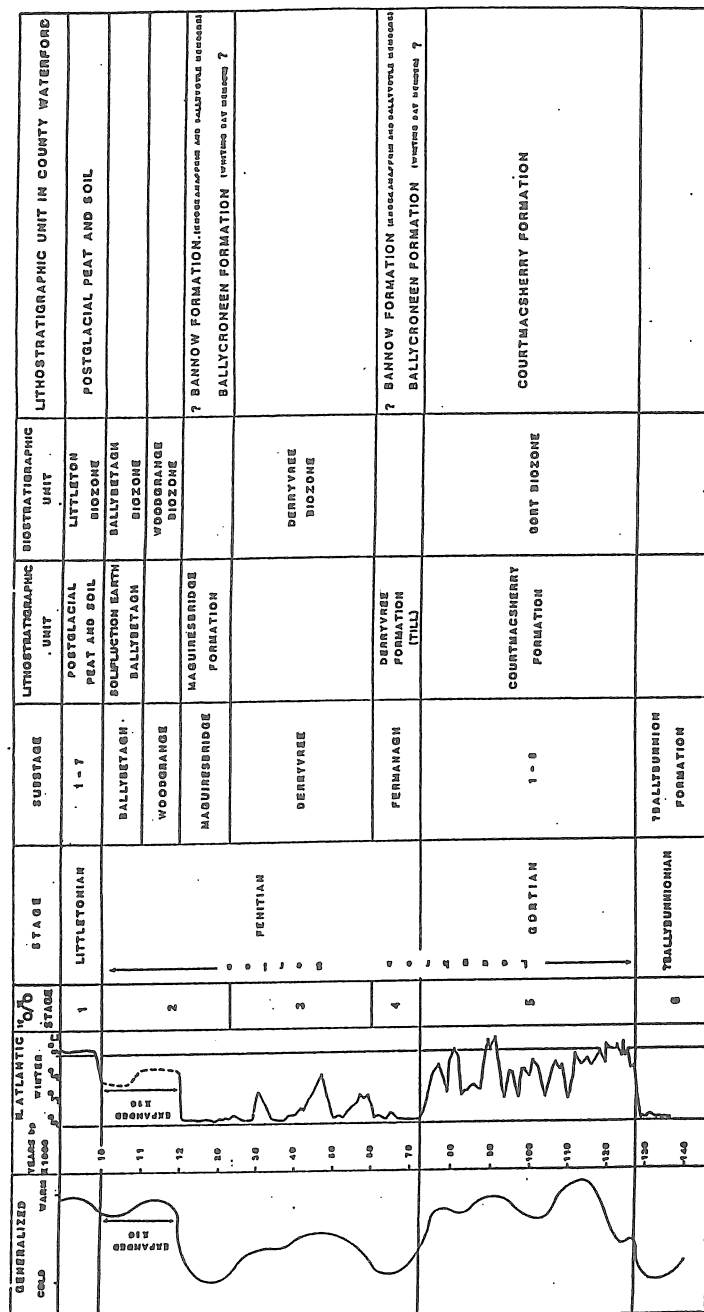 GENERALIZED
COLD WARM
YEARS bp
X1000
N. ATLANTIC
WINTER
STAGE
STAGE
SUBSTAGE
LITHOSTRATIGRAPHIC
UNIT
BIOSTRATIGRAPHIC
UNIT
LITHOSTRATIGRAPHIC UNIT IN COUNTY WATERFORD
1
LITTLETONIAN
1 - 7
POSTGLACIAL
PEAT AND SOIL
LITTLETON
BIOZONE
POSTGLACIAL PEAT AND SOIL
10
EXPANDED
X10
EXPANDED
X10
BALLYBETAGH
SOLIFLUCTION EARTH
BALLYBETAGH
BALLYBETAGH
BIOZONE
11
2
FENITIAN
WOODGRANGE
WOODGRANGE
BIOZONE
12
MAGUIRESBRIDGE
MAGUIRESBRIDGE
FORMATION
? BANNOW FORMATION
BALLYCRONEEN FORMATION ?
30
40
50
60
3
DERRYVREE
DERRYVREE
BIOZONE
4
FERMANAGH
DERRYVREE
FORMATION
(TILL)
? BANNOW FORMATION
BALLYCRONEEN FORMATION ?
70
80
90
-100
-110
-120
5
GORTIAN
COURTMACSHERRY
FORMATION
GORT BIOZONE
COURTMACSHERRY FORMATION
-130
-140
6
?BALLYBUNNIONIAN
?BALLYBUNNION
FORMATION